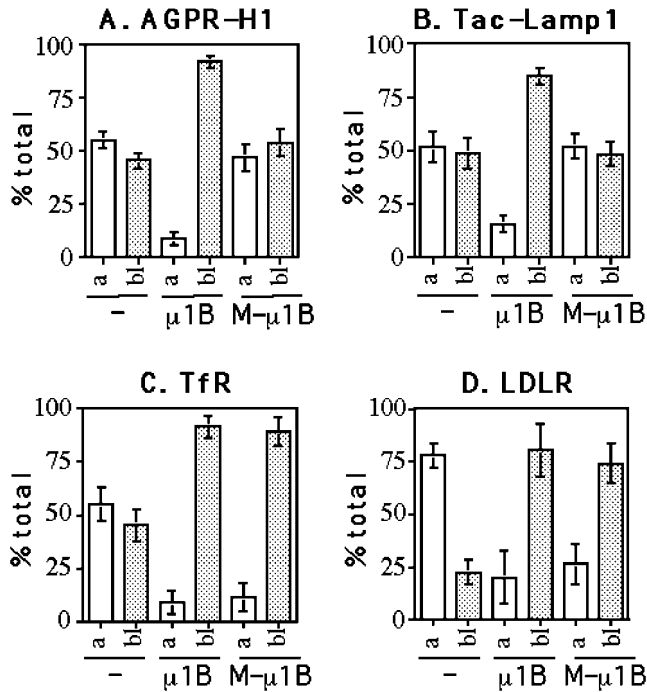 A. AGPR-H1
100
75
50
25
0
% total
a bl a bl a bl
– µ1B M-µ1B
B. Tac-Lamp1
100
75
50
25
0
% total
a bl a bl a bl
– µ1B M-µ1B
C. TfR
100
75
50
25
0
% total
a bl a bl a bl
– µ1B M-µ1B
D. LDLR
100
75
50
25
0
% total
a bl a bl a bl
– µ1B M-µ1B